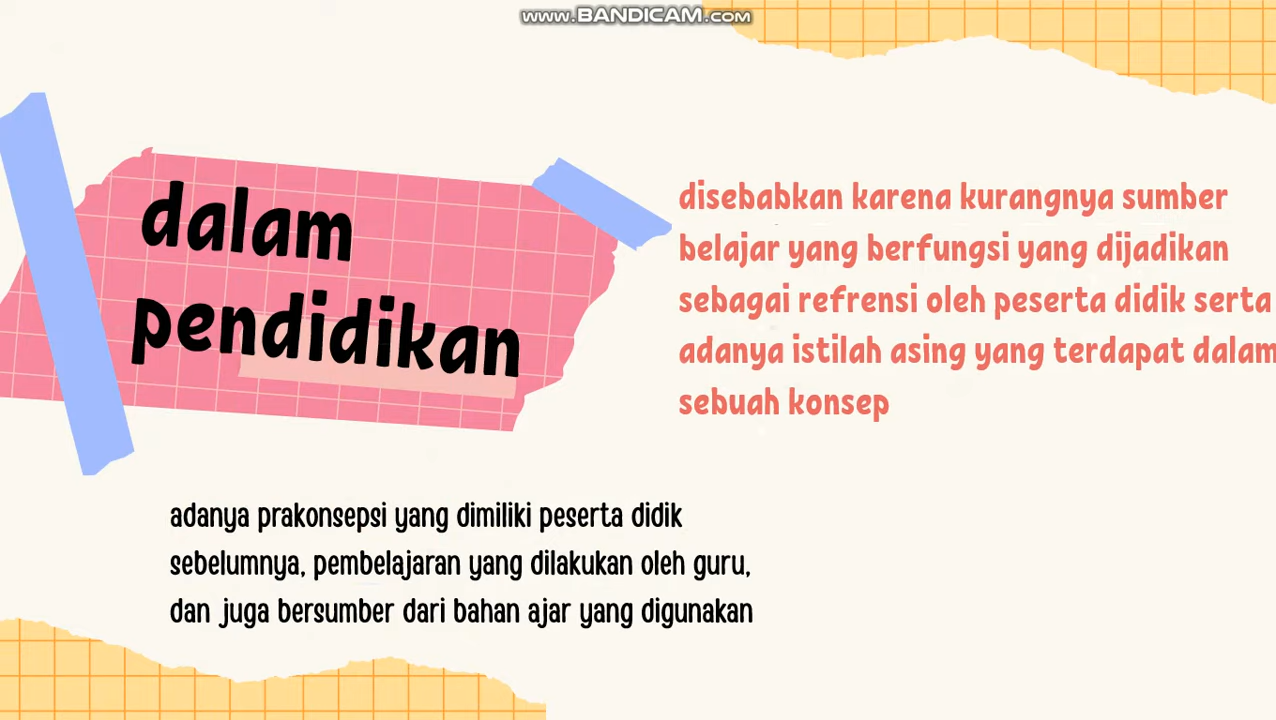 www.BANDICAM.com
dalam
pendidikan
disebabkan karena kurangnya sumber
belajar yang berfungsi yang dijadikan
sebagai refrensi oleh peserta didik serta
adanya istilah asing yang terdapat dalam
sebuah konsep
adanya prakonsepsi yang dimiliki peserta didik
sebelumnya, pembelajaran yang dilakukan oleh guru,
dan juga bersumber dari bahan ajar yang digunakan